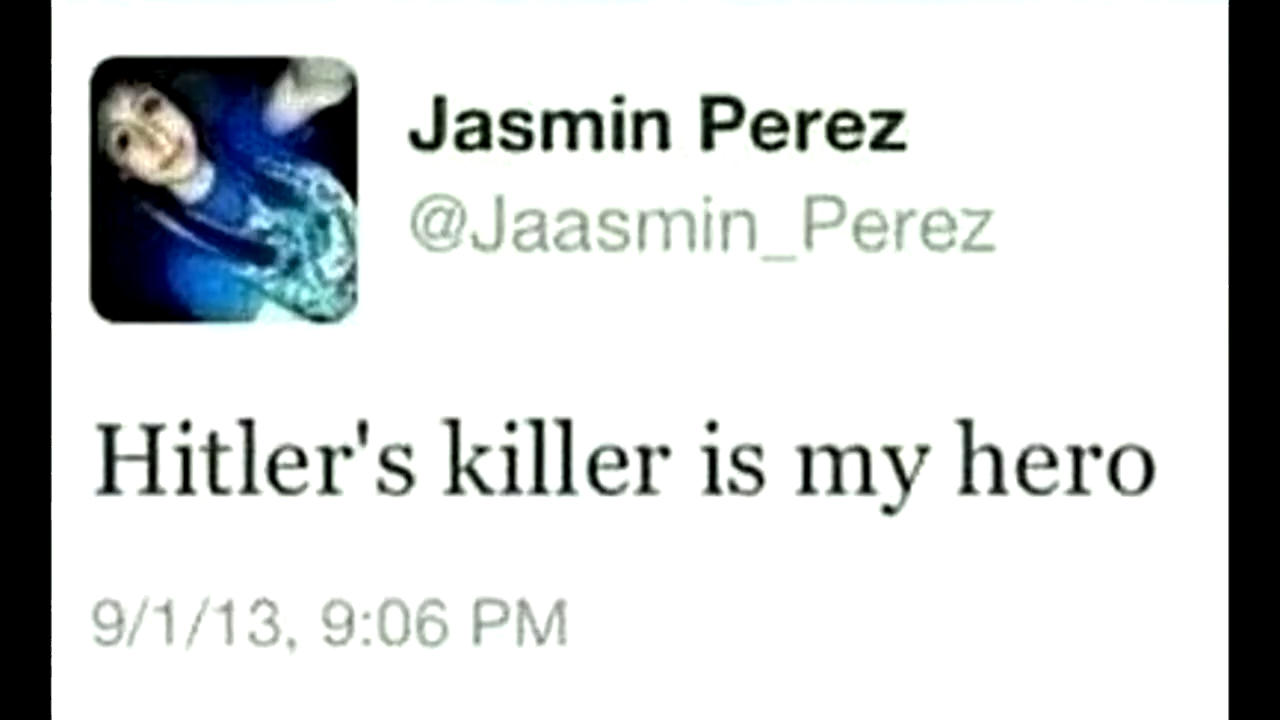 Jasmin Perez
@Jaasmin_Perez
Hitler's killer is my hero
9/1/13, 9:06 PM